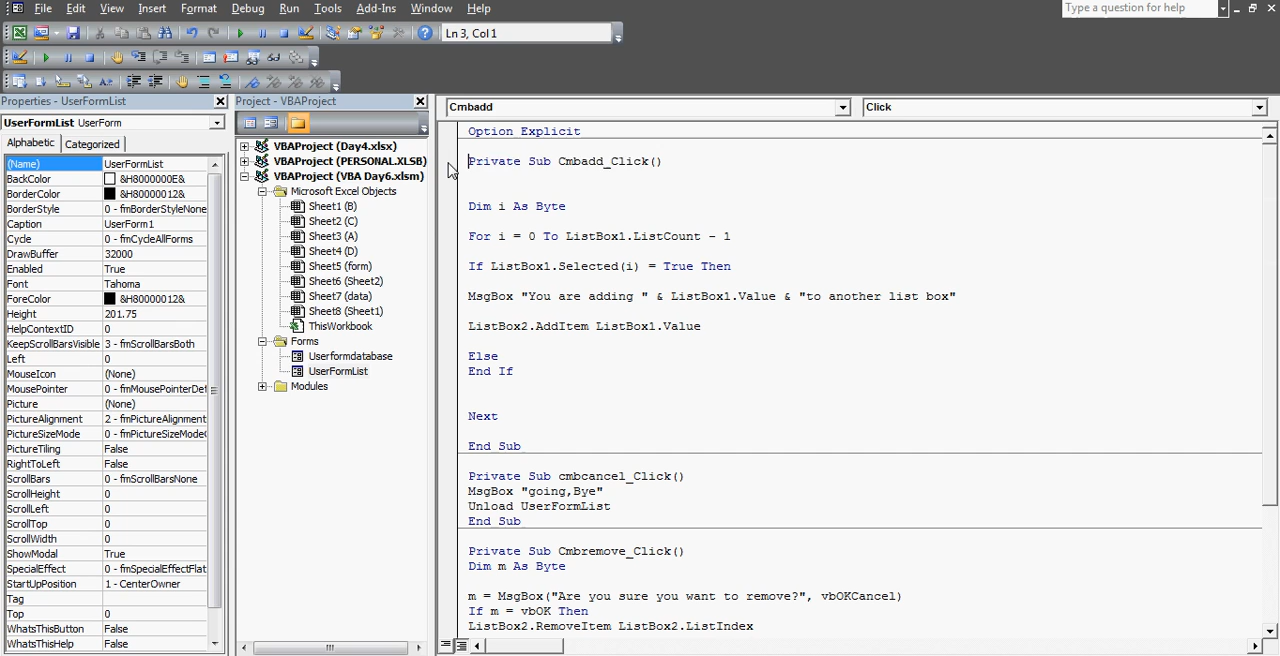 File Edit View Insert Format Debug Run Tools Add-Ins Window Help
Type a question for help
Ln 3, Col 1
Properties - UserFormList
UserFormList UserForm
Alphabetic Categorized
(Name) UserFormList
BackColor &H8000000E&
BorderColor &H80000012&
BorderStyle 0 - fmBorderStyleNone
Caption UserForm1
Cycle 0 - fmCycleAllForms
DrawBuffer 32000
Enabled True
Font Tahoma
ForeColor &H80000012&
Height 201.75
HelpContextID 0
KeepScrollBarsVisible 3 - fmScrollBarsBoth
Left 0
MouseIcon (None)
MousePointer 0 - fmMousePointerDef
Picture (None)
PictureAlignment 2 - fmPictureAlignment
PictureSizeMode 0 - fmPictureSizeMode
PictureTiling False
RightToLeft False
ScrollBars 0 - fmScrollBarsNone
ScrollHeight 0
ScrollLeft 0
ScrollTop 0
ScrollWidth 0
ShowModal True
SpecialEffect 0 - fmSpecialEffectFlat
StartUpPosition 1 - CenterOwner
Tag
Top 0
WhatsThisButton False
WhatsThisHelp False
Project - VBAProject
VBAProject (Day4.xlsx)
VBAProject (PERSONAL.XLSB)
VBAProject (VBA Day6.xlsm)
Microsoft Excel Objects
Sheet1 (B)
Sheet2 (C)
Sheet3 (A)
Sheet4 (D)
Sheet5 (form)
Sheet6 (Sheet2)
Sheet7 (data)
Sheet8 (Sheet1)
ThisWorkbook
Forms
Userformdatabase
UserFormList
Modules
Cmbadd Click
Option Explicit
Private Sub Cmbadd_Click()
Dim i As Byte
For i = 0 To ListBox1.ListCount - 1
If ListBox1.Selected(i) = True Then
MsgBox "You are adding " & ListBox1.Value & "to another list box"
ListBox2.AddItem ListBox1.Value
Else
End If
Next
End Sub
Private Sub cmbcancel_Click()
MsgBox "going,Bye"
Unload UserFormList
End Sub
Private Sub Cmbremove_Click()
Dim m As Byte
m = MsgBox("Are you sure you want to remove?", vbOKCancel)
If m = vbOK Then
ListBox2.RemoveItem ListBox2.ListIndex